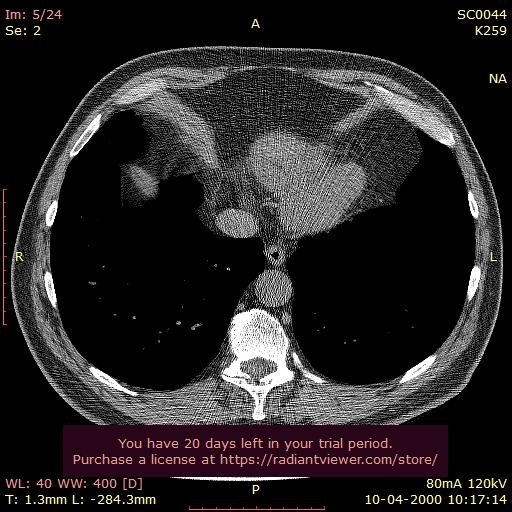 Im: 5/24
Se: 2
A
SC0044
K259
NA
R
L
You have 20 days left in your trial period.
Purchase a license at https://radiantviewer.com/store/
WL: 40 WW: 400 [D]
T: 1.3mm L: -284.3mm
P
80mA 120kV
10-04-2000 10:17:14